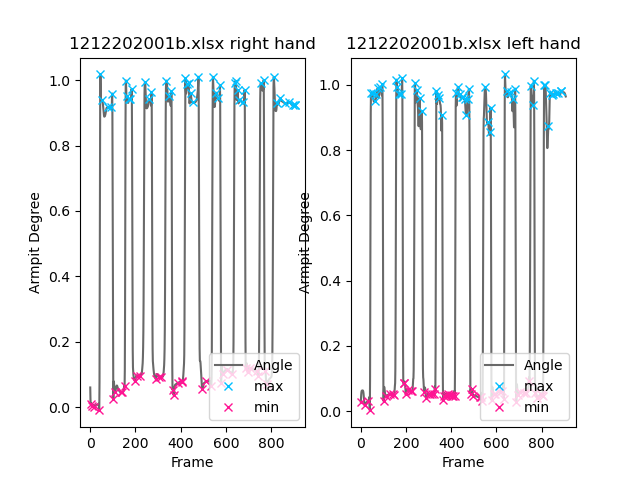 1212202001b.xlsx right hand
1.0
0.8
0.6
0.4
0.2
0.0
Armpit Degree
0 200 400 600 800
Frame
Angle
max
min
1212202001b.xlsx left hand
1.0
0.8
0.6
0.4
0.2
0.0
Armpit Degree
0 200 400 600 800
Frame
Angle
max
min